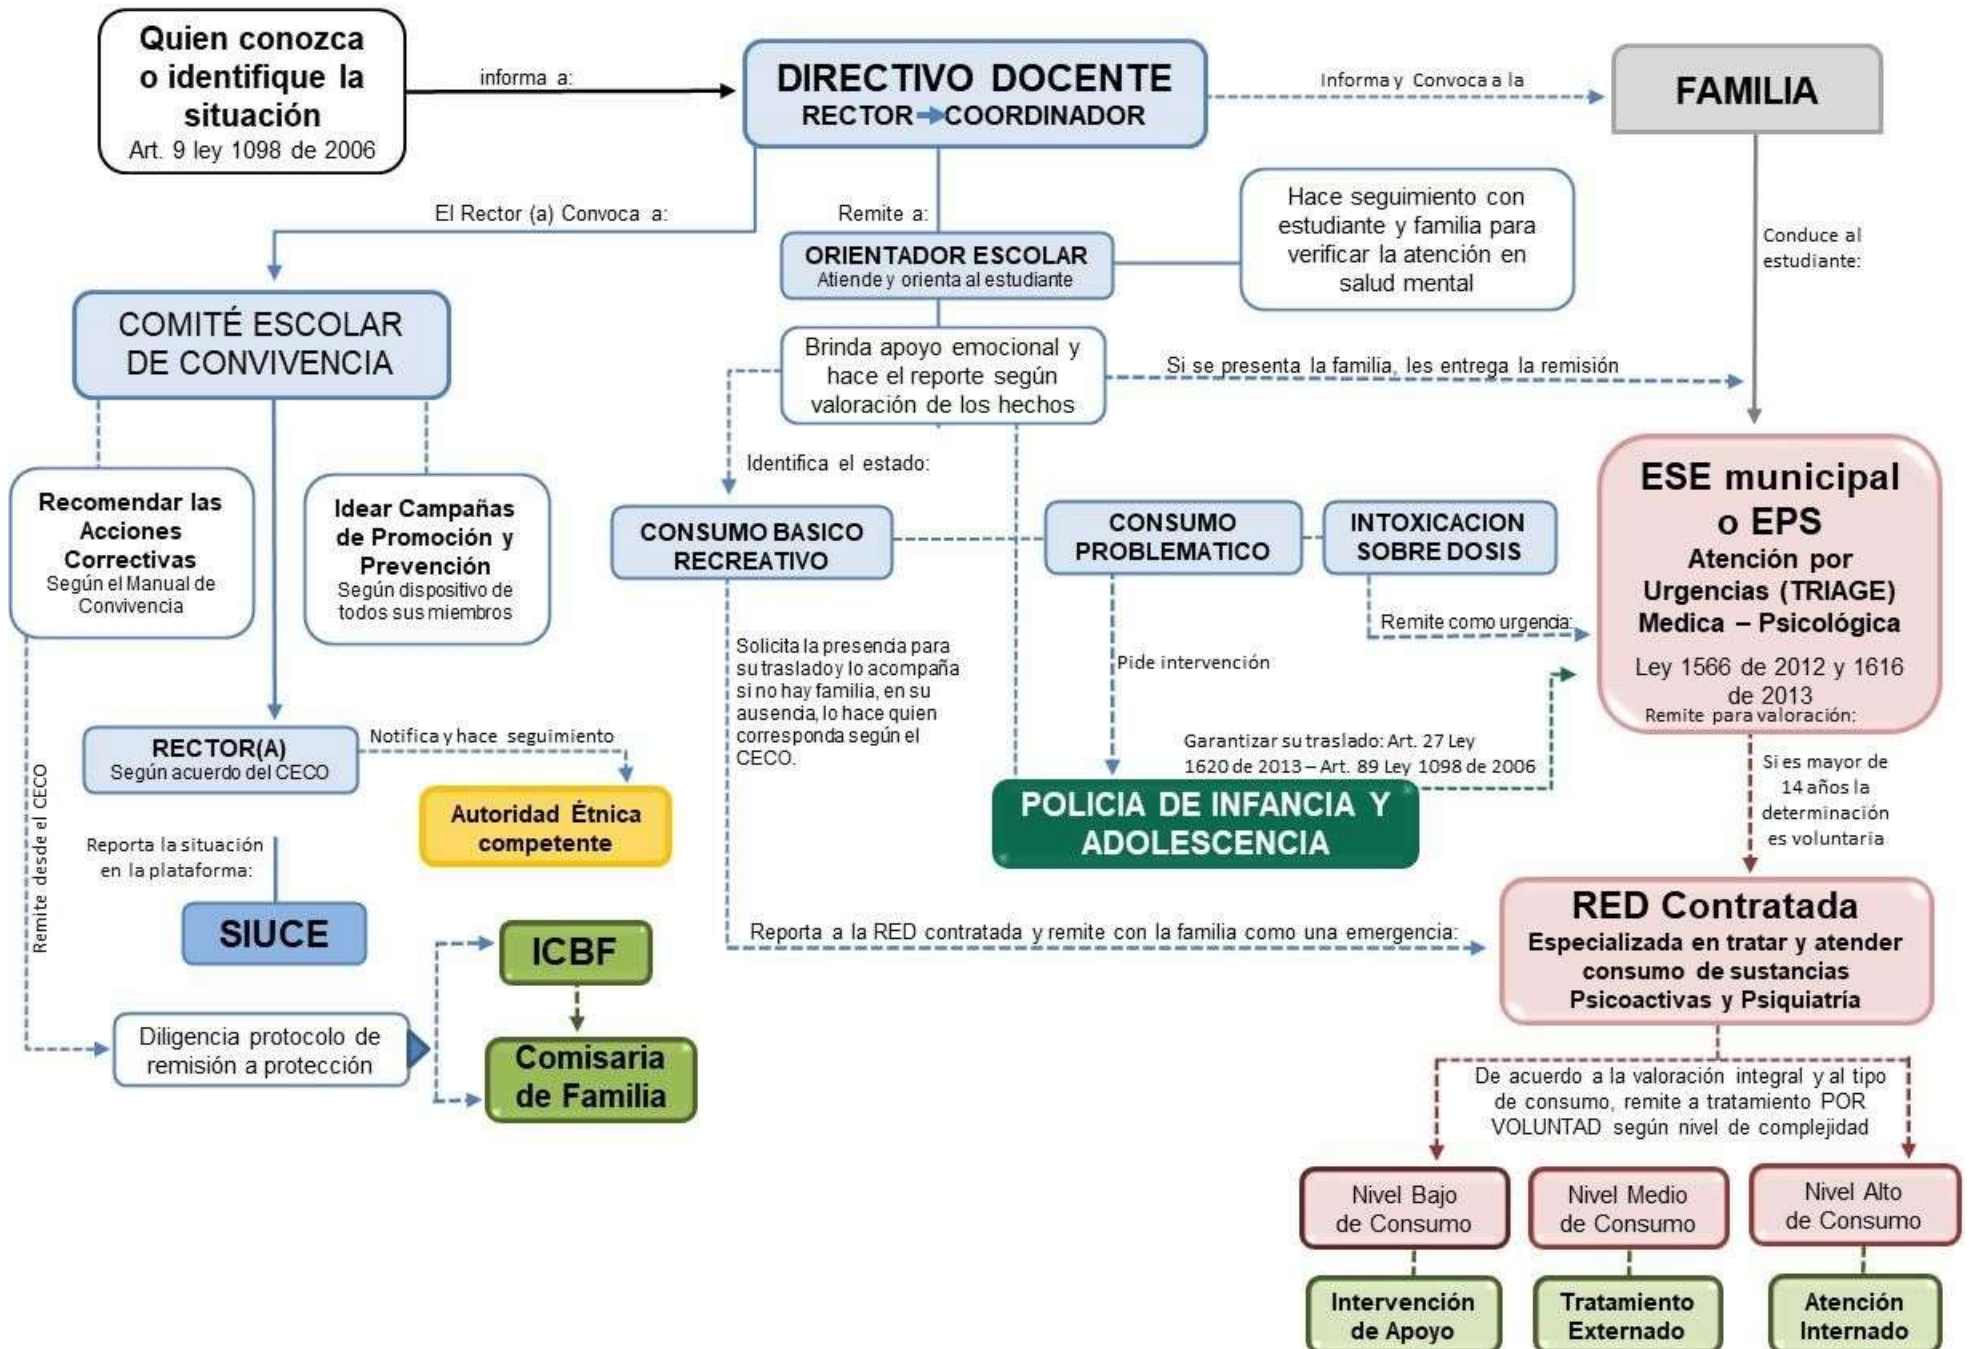 Quien conozca
o identifique la
situación
Art. 9 ley 1098 de 2006
informa a:
DIRECTIVO DOCENTE
RECTOR COORDINADOR
Informa y Convoca a la
FAMILIA
El Rector (a) Convoca a:
Remite a:
ORIENTADOR ESCOLAR
Atiende y orienta al estudiante
Hace seguimiento con
estudiante y familia para
verificar la atención en
salud mental
Conduce al
estudiante:
COMITÉ ESCOLAR
DE CONVIVENCIA
Brinda apoyo emocional y
hace el reporte según
valoración de los hechos
Si se presenta la familia, les entrega la remisión
Identifica el estado:
Recomendar las
Acciones
Correctivas
Según el Manual de
Convivencia
Idear Campañas
de Promoción y
Prevención
Según dispositivo de
todos sus miembros
CONSUMO BASICO
RECREATIVO
CONSUMO
PROBLEMATICO
INTOXICACION
SOBRE DOSIS
ESE municipal
o EPS
Atención por
Urgencias (TRIAGE)
Medica – Psicológica
Ley 1566 de 2012 y 1616
de 2013
Remite para valoración:
Remite como urgencia:
Solicita la presencia para
su traslado y lo acompaña
si no hay familia, en su
ausencia, lo hace quien
corresponda según el
CECO.
Pide intervención
Garantizar su traslado: Art. 27 Ley
1620 de 2013 – Art. 89 Ley 1098 de 2006
POLICIA DE INFANCIA Y
ADOLESCENCIA
Si es mayor de
14 años la
determinación
es voluntaria
RECTOR(A)
Según acuerdo del CECO
Notifica y hace seguimiento
Autoridad Étnica
competente
Reporta la situación
en la plataforma:
SIUCE
Remite desde el CECO
Diligencia protocolo de
remisión a protección
ICBF
Comisaria
de Familia
Reporta a la RED contratada y remite con la familia como una emergencia:
RED Contratada
Especializada en tratar y atender
consumo de sustancias
Psicoactivas y Psiquiatría
De acuerdo a la valoración integral y al tipo
de consumo, remite a tratamiento POR
VOLUNTAD según nivel de complejidad
Nivel Bajo
de Consumo
Nivel Medio
de Consumo
Nivel Alto
de Consumo
Intervención
de Apoyo
Tratamiento
Externado
Atención
Internado